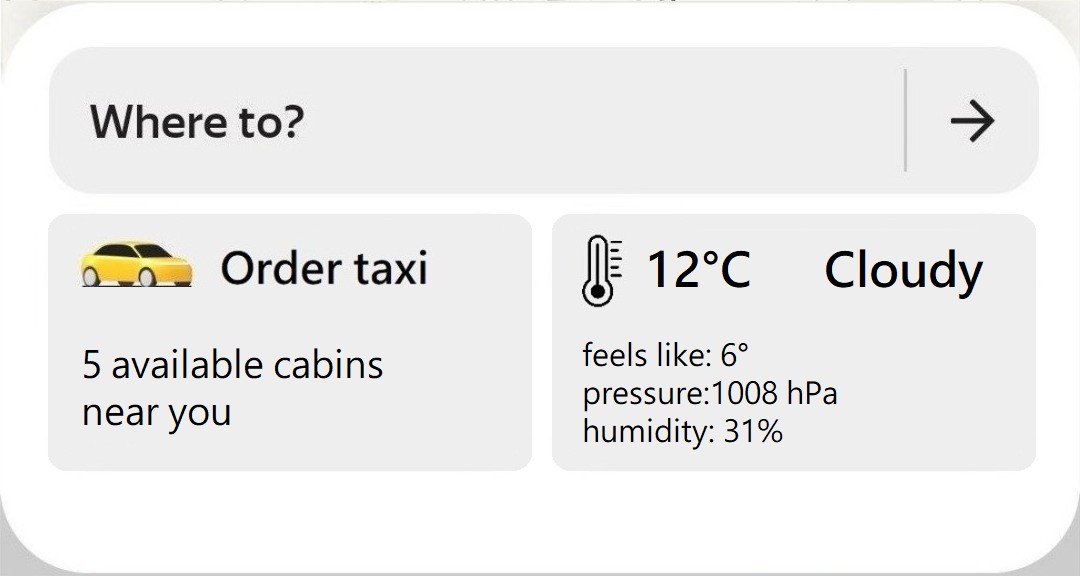 Where to?
Order taxi
5 available cabins
near you
12°C Cloudy
feels like: 6°
pressure:1008 hPa
humidity: 31%